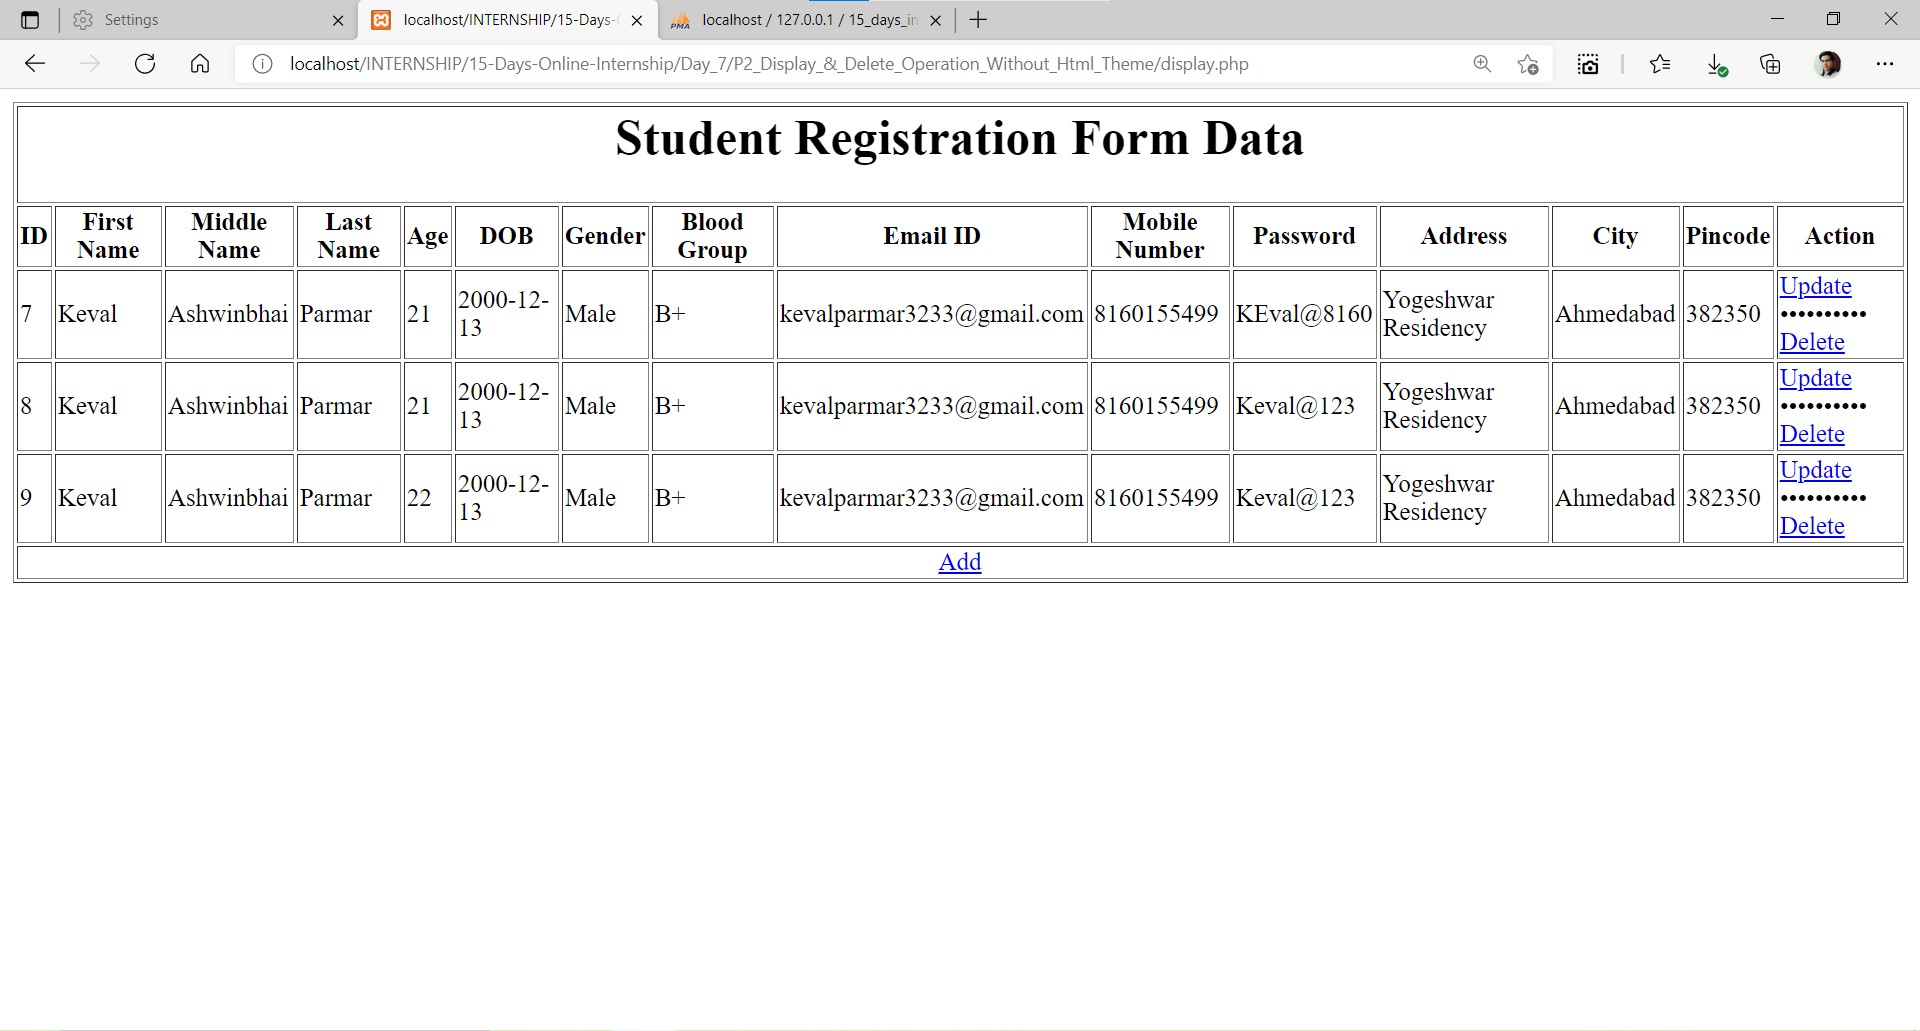 Settings
localhost/INTERNSHIP/15-Days-
localhost / 127.0.0.1 / 15_days_in
localhost/INTERNSHIP/15-Days-Online-Internship/Day_7/P2_Display_&_Delete_Operation_Without_Html_Theme/display.php
Student Registration Form Data
ID First Name Middle Name Last Name Age DOB Gender Blood Group Email ID Mobile Number Password Address City Pincode Action
7 Keval Ashwinbhai Parmar 21 2000-12-13 Male B+ kevalparmar3233@gmail.com 8160155499 KEval@8160 Yogeshwar Residency Ahmedabad 382350 Update •••••••••• Delete
8 Keval Ashwinbhai Parmar 21 2000-12-13 Male B+ kevalparmar3233@gmail.com 8160155499 Keval@123 Yogeshwar Residency Ahmedabad 382350 Update •••••••••• Delete
9 Keval Ashwinbhai Parmar 22 2000-12-13 Male B+ kevalparmar3233@gmail.com 8160155499 Keval@123 Yogeshwar Residency Ahmedabad 382350 Update •••••••••• Delete
Add